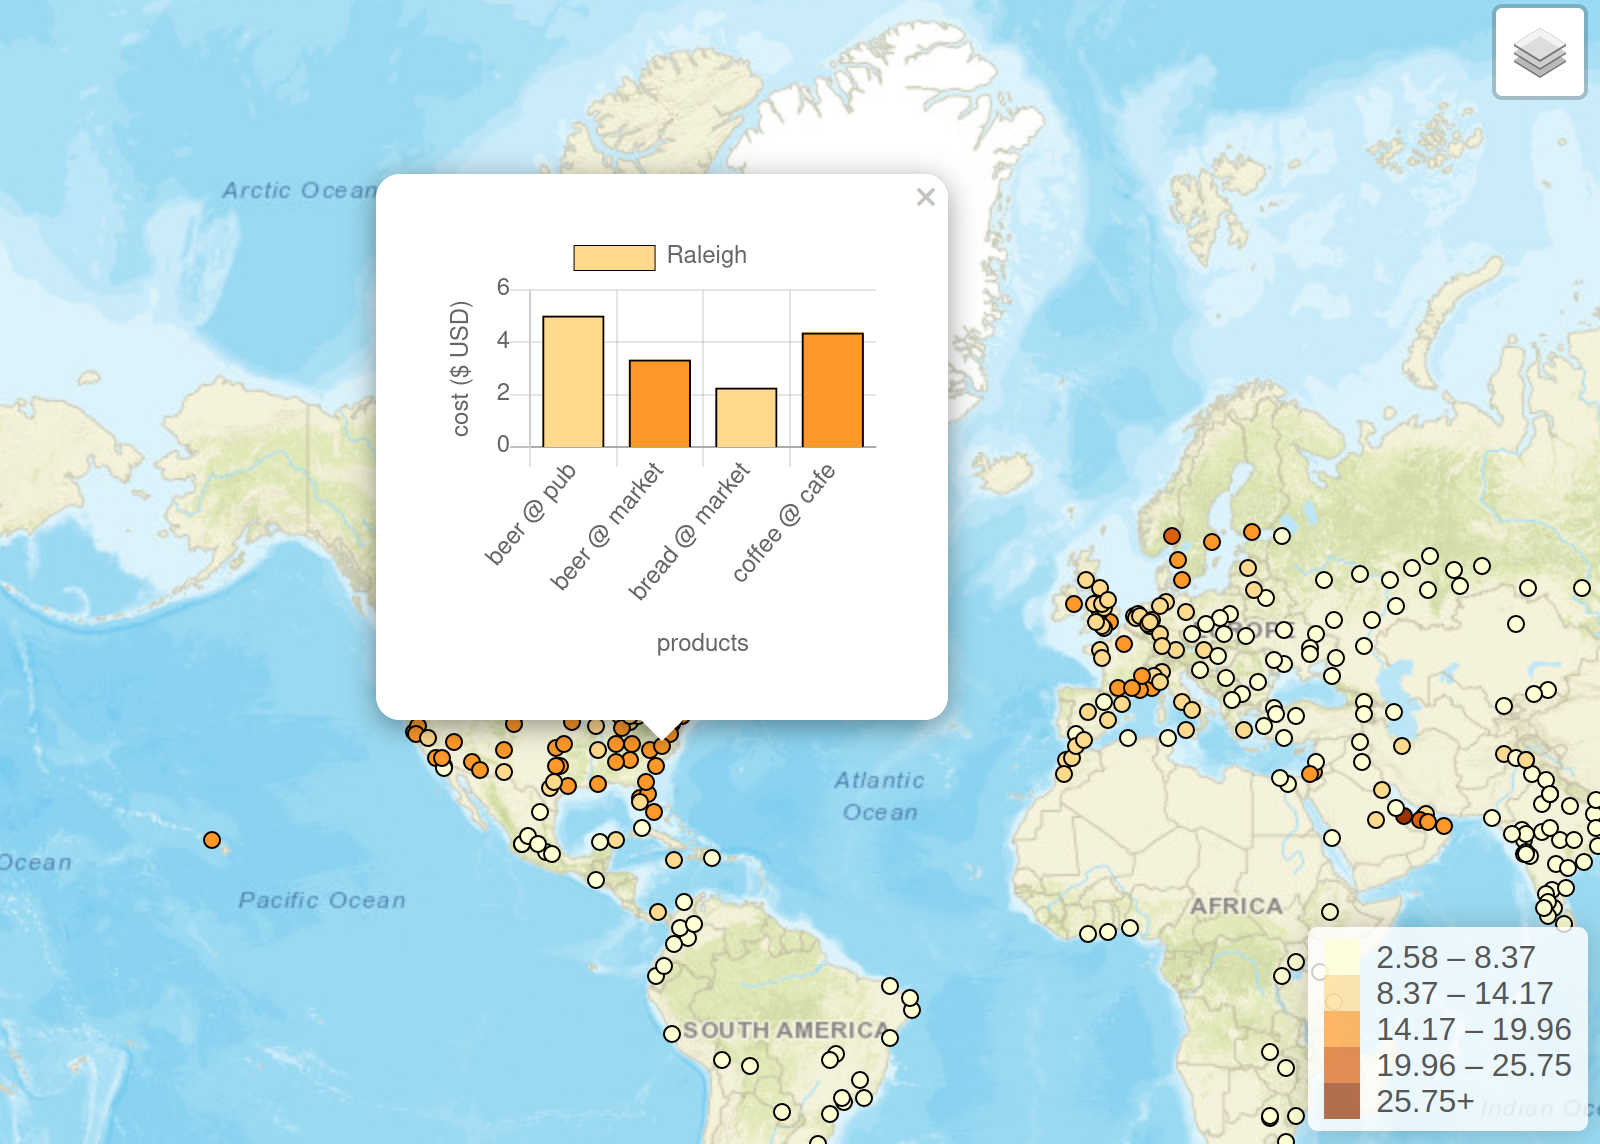 Arctic Ocean
×
Raleigh
cost ($ USD)
6
4
2
0
beer @ pub
beer @ market
bread @ market
coffee @ cafe
products
EUROPE
Atlantic
Ocean
Ocean
Pacific Ocean
AFRICA
SOUTH AMERICA
2.58 – 8.37
8.37 – 14.17
14.17 – 19.96
19.96 – 25.75
25.75+
Indian Oce